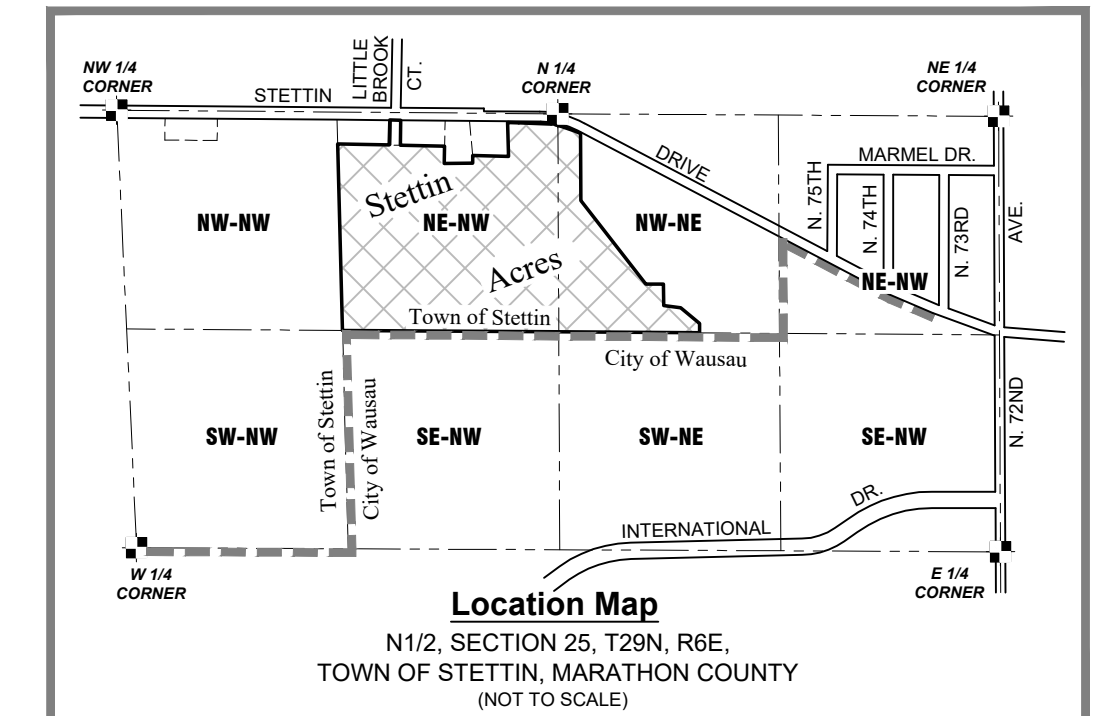 NW 1/4
CORNER
STETTIN
LITTLE
BROOK
CT.
N 1/4
CORNER
NE 1/4
CORNER
DRIVE
MARMEL DR.
N. 75TH
N. 74TH
N. 73RD
AVE.
Stettin
NW-NW
NE-NW
NW-NE
Acres
NE-NW
Town of Stettin
City of Wausau
Town of Stettin
City of Wausau
SW-NW
SE-NW
SW-NE
SE-NW
N. 72ND
INTERNATIONAL
DR.
W 1/4
CORNER
E 1/4
CORNER
Location Map
N1/2, SECTION 25, T29N, R6E,
TOWN OF STETTIN, MARATHON COUNTY
(NOT TO SCALE)